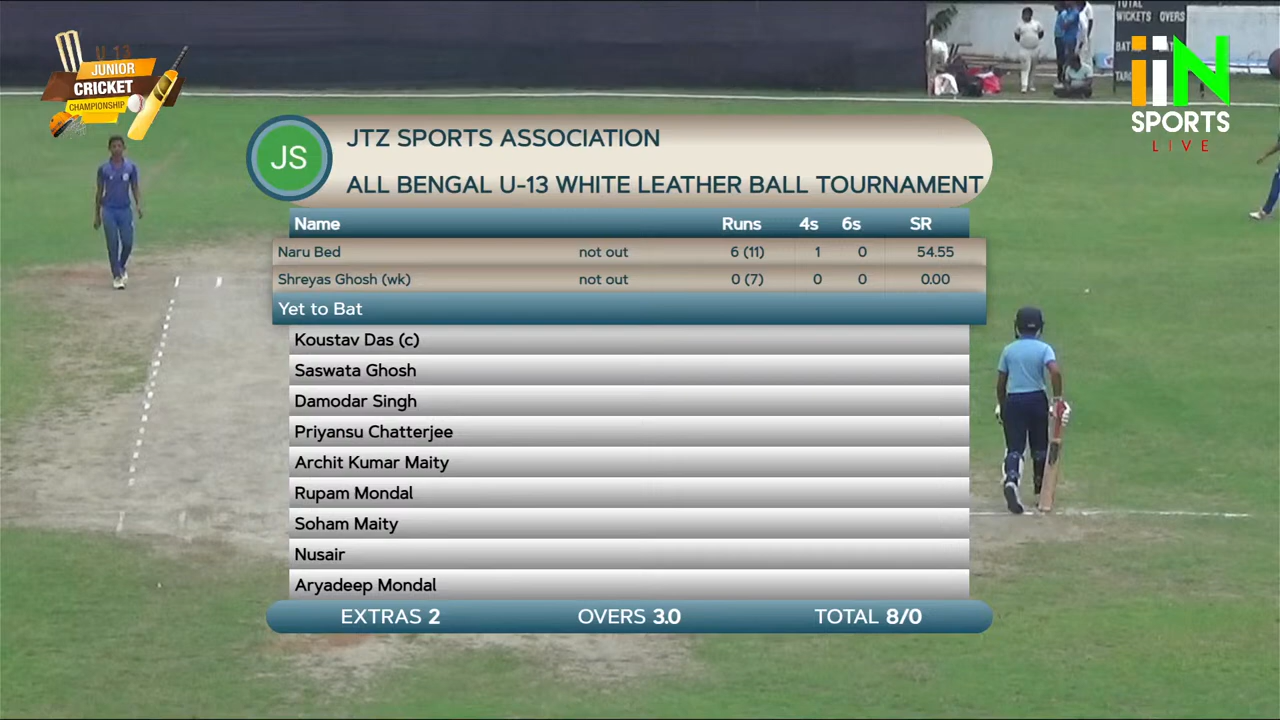 U-13
JUNIOR
CRICKET
CHAMPIONSHIP
TOTAL
WICKETS OVERS
iiN
SPORTS
LIVE
JS
JTZ SPORTS ASSOCIATION
ALL BENGAL U-13 WHITE LEATHER BALL TOURNAMENT
Name Runs 4s 6s SR
Naru Bed not out 6 (11) 1 0 54.55
Shreyas Ghosh (wk) not out 0 (7) 0 0 0.00
Yet to Bat
Koustav Das (c)
Saswata Ghosh
Damodar Singh
Priyansu Chatterjee
Archit Kumar Maity
Rupam Mondal
Soham Maity
Nusair
Aryadeep Mondal
EXTRAS 2 OVERS 3.0 TOTAL 8/0